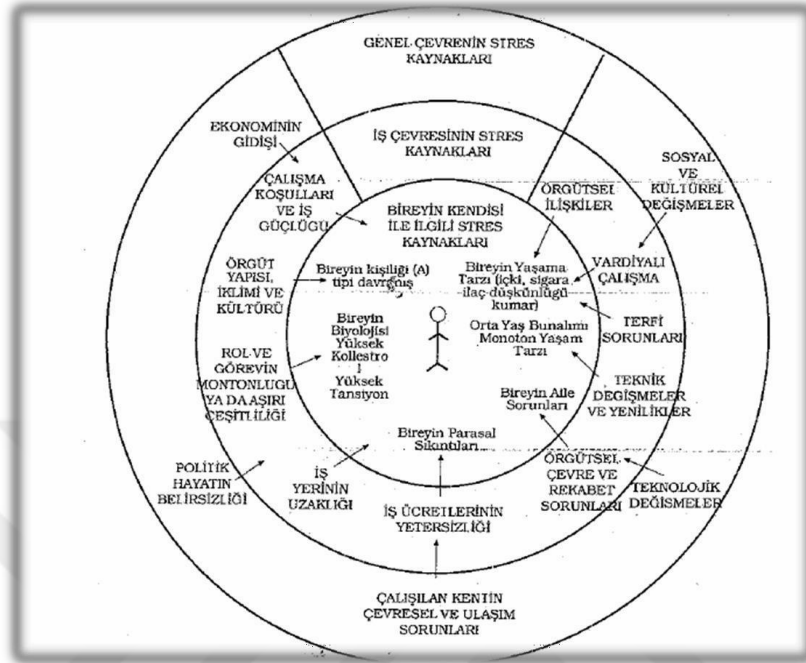 GENEL ÇEVRENİN STRES
KAYNAKLARI
EKONOMİNİN
GİDİŞİ
İŞ ÇEVRESİNİN STRES
KAYNAKLARI
SOSYAL
VE
KÜLTÜREL
DEĞİŞMELER
ÇALIŞMA
KOŞULLARI
VE İŞ
GÜÇLÜGÜ
BİREYİN KENDİSİ
İLE İLGİLİ STRES
KAYNAKLARI
ÖRGÜTSEL
İLİŞKİLER
ÖRGÜT
YAPISI,
İKLİMİ VE
KÜLTÜRÜ
Bireyin kişiliği (A)
tipi davrnış
Bireyin Yaşama
Tarzı (içki, sigara
ilaç düşkünlüğü
kumar)
VARDİYALI
ÇALIŞMA
TERFİ
SORUNLARI
Bireyin
Biyolojisi
Yüksek
Kollestro
l
Yüksek
Tansiyon
Orta Yaş Bunalımı
Monoton Yaşam
Tarzı
ROL VE
GÖREVİN
MONTONLUGU
YA DA AŞIRI
ÇEŞİTLİLİĞİ
TEKNİK
DEĞİŞMELER
VE YENİLİKLER
Bireyin Aile
Sorunları
Bireyin Parasal
Sıkıntıları
POLİTİK
HAYATIN
BELİRSİZLİĞİ
İŞ
YERİNİN
UZAKLIĞI
İŞ ÜCRETLERİNİN
YETERSİZLİĞİ
ÖRGÜTSEL
ÇEVRE VE
REKABET
SORUNLARI
TEKNOLOJİK
DEĞİSMELER
ÇALIŞILAN KENTİN
ÇEVRESEL VE ULAŞIM
SORUNLARI